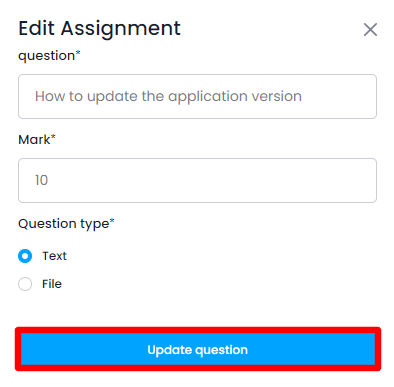 Edit Assignment
question*
How to update the application version
Mark*
10
Question type*
Text
File
Update question